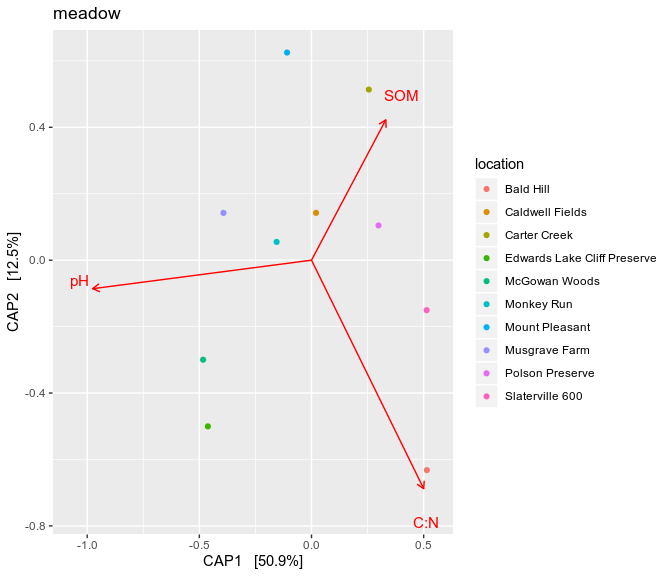 meadow
SOM
0.4
pH
0.0
-0.4
C:N
-0.8
-1.0
-0.5
0.0
0.5
CAP1 [50.9%]
CAP2 [12.5%]
location
Bald Hill
Caldwell Fields
Carter Creek
Edwards Lake Cliff Preserve
McGowan Woods
Monkey Run
Mount Pleasant
Musgrave Farm
Polson Preserve
Slaterville 600